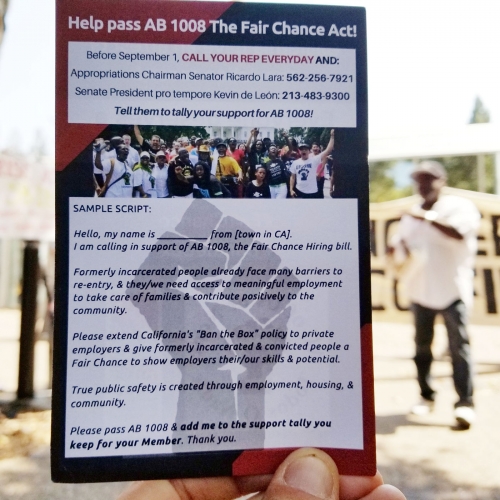 Help pass AB 1008 The Fair Chance Act!
Before September 1, CALL YOUR REP EVERYDAY AND:
Appropriations Chairman Senator Ricardo Lara: 562-256-7921
Senate President pro tempore Kevin de León: 213-483-9300
Tell them to tally your support for AB 1008!
SAMPLE SCRIPT:
Hello, my name is __________ from [town in CA].
I am calling in support of AB 1008, the Fair Chance Hiring bill.
Formerly incarcerated people already face many barriers to
re-entry, & they/we need access to meaningful employment
to take care of families & contribute positively to the
community.
Please extend California's "Ban the Box" policy to private
employers & give formerly incarcerated & convicted people a
Fair Chance to show employers their/our skills & potential.
True public safety is created through employment, housing, &
community.
Please pass AB 1008 & add me to the support tally you
keep for your Member. Thank you.